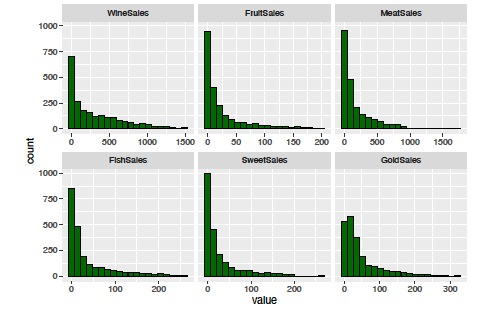 WineSales FruitSales MeatSales
1000
750
500
250
0
0 500 1000 1500 0 50 100 150 200 0 500 1000 1500
count
FishSales SweetSales GoldSales
1000
750
500
250
0
0 100 200 0 100 200 0 100 200 300
value